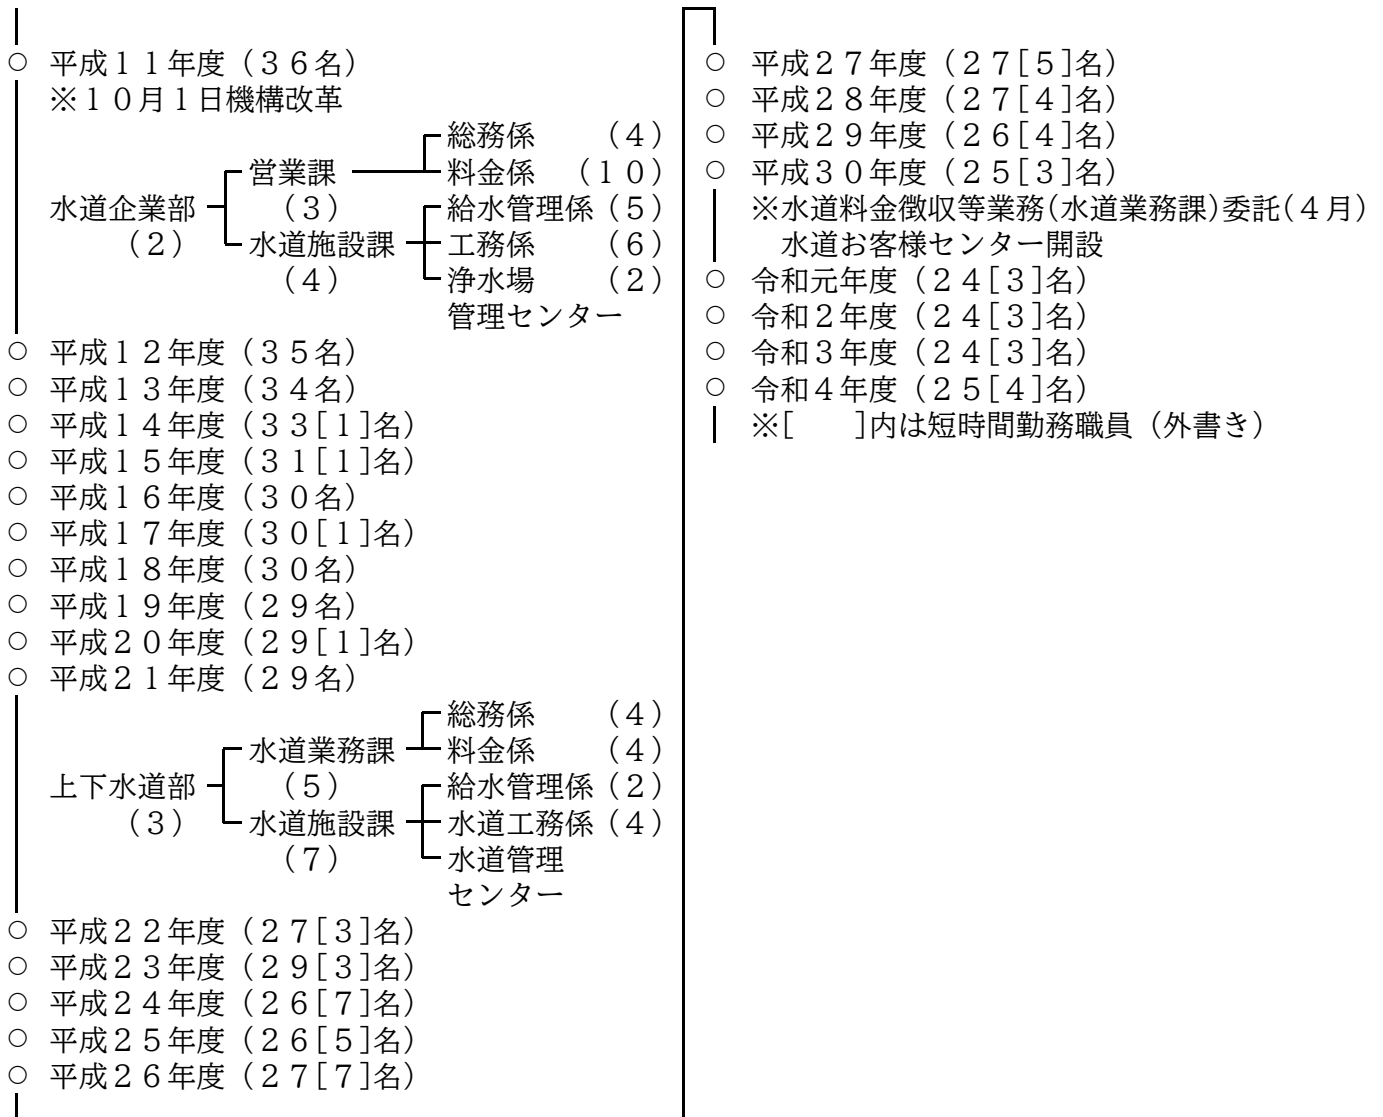 ○ 平成１１年度（３６名）
※１０月１日機構改革
総務係 （４）
営業課 料金係 （１０）
水道企業部 （３） 給水管理係（５）
（２） 水道施設課 工務係 （６）
（４） 浄水場 （２）
管理センター
○ 平成１２年度（３５名）
○ 平成１３年度（３４名）
○ 平成１４年度（３３[１]名）
○ 平成１５年度（３１[１]名）
○ 平成１６年度（３０名）
○ 平成１７年度（３０[１]名）
○ 平成１８年度（３０名）
○ 平成１９年度（２９名）
○ 平成２０年度（２９[１]名）
○ 平成２１年度（２９名）
総務係 （４）
水道業務課 料金係 （４）
上下水道部 （５） 給水管理係（２）
（３） 水道施設課 水道工務係（４）
（７） 水道管理
センター
○ 平成２２年度（２７[３]名）
○ 平成２３年度（２９[３]名）
○ 平成２４年度（２６[７]名）
○ 平成２５年度（２６[５]名）
○ 平成２６年度（２７[７]名）
○ 平成２７年度（２７[５]名）
○ 平成２８年度（２７[４]名）
○ 平成２９年度（２６[４]名）
○ 平成３０年度（２５[３]名）
※水道料金徴収等業務(水道業務課)委託(４月)
水道お客様センター開設
○ 令和元年度（２４[３]名）
○ 令和２年度（２４[３]名）
○ 令和３年度（２４[３]名）
○ 令和４年度（２５[４]名）
※[　　]内は短時間勤務職員（外書き）